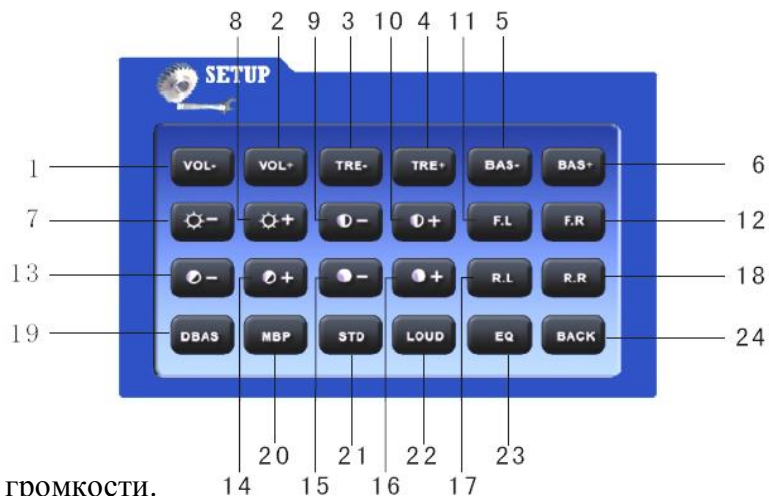 8 2 9 3 10 4 11 5
SETUP
1 VOL- VOL+ TRE- TRE+ BAS- BAS+ 6
7 - + - + F.L F.R 12
13 - + - + R.L R.R 18
19 DBAS MBP STD LOUD EQ BACK 24
20 21 22 23
14 15 16 17
громкости.